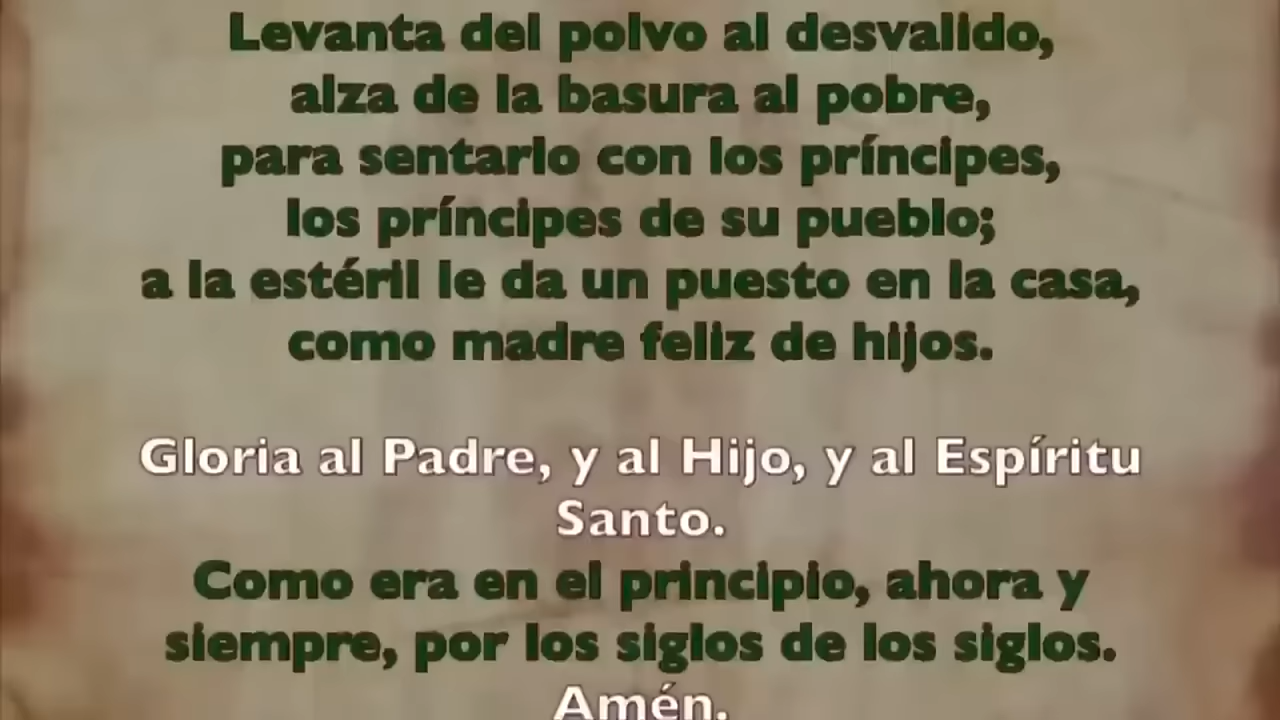 Levanta del polvo al desvalido,
alza de la basura al pobre,
para sentarlo con los príncipes,
los príncipes de su pueblo;
a la estéril le da un puesto en la casa,
como madre feliz de hijos.
Gloria al Padre, y al Hijo, y al Espíritu
Santo.
Como era en el principio, ahora y
siempre, por los siglos de los siglos.
Amén.